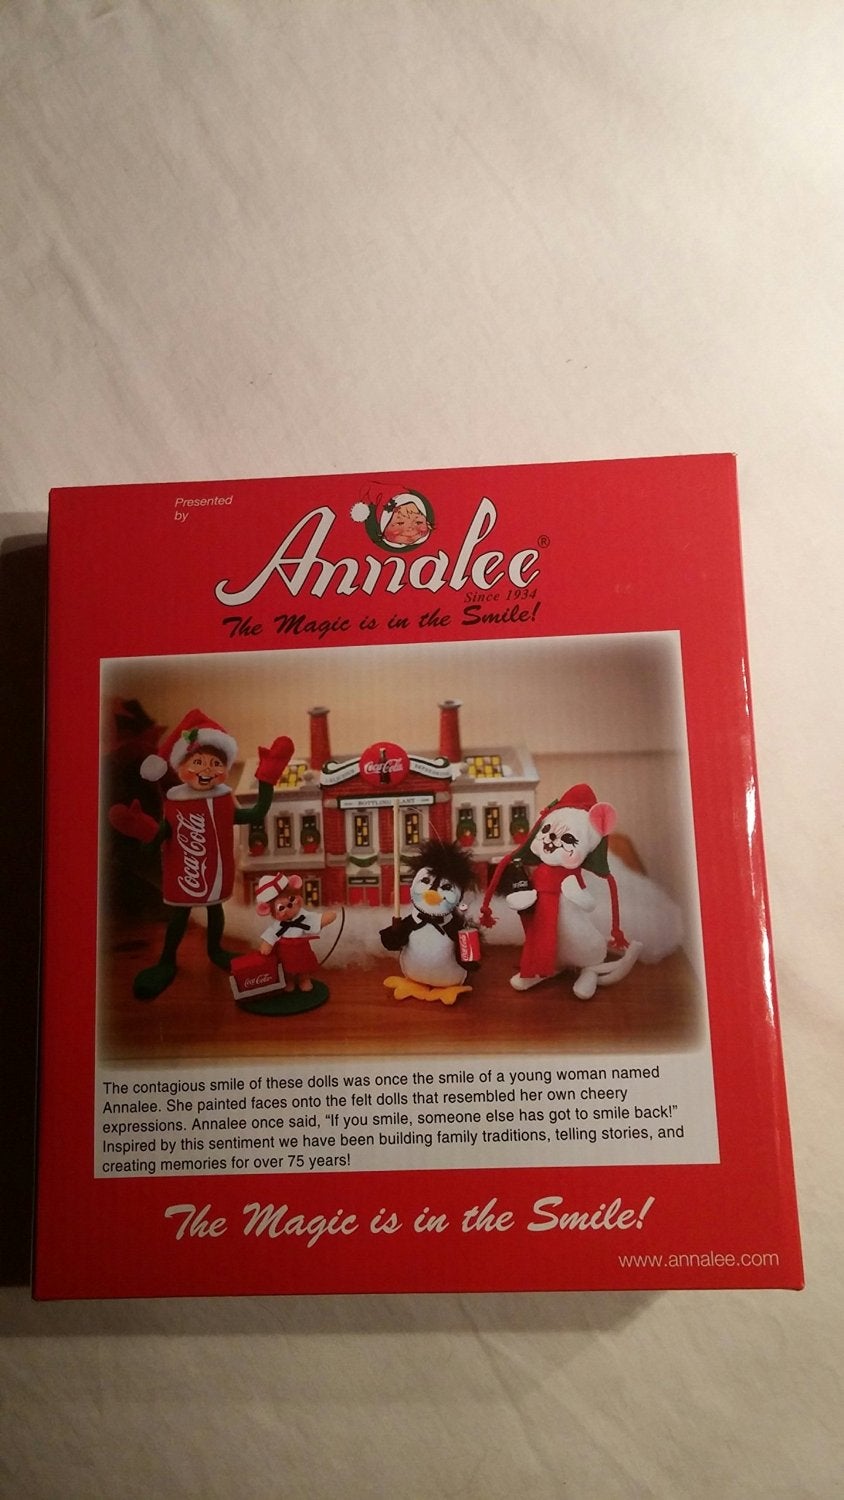 Presented
by
Annalee®
Since 1934
The Magic is in the Smile!
Coca-Cola
BOTTLING PLANT
Coca-Cola
Coca-Cola
Coca-Cola
The contagious smile of these dolls was once the smile of a young woman named
Annalee. She painted faces onto the felt dolls that resembled her own cheery
expressions. Annalee once said, “If you smile, someone else has got to smile back!”
Inspired by this sentiment we have been building family traditions, telling stories, and
creating memories for over 75 years!
The Magic is in the Smile!
www.annalee.com